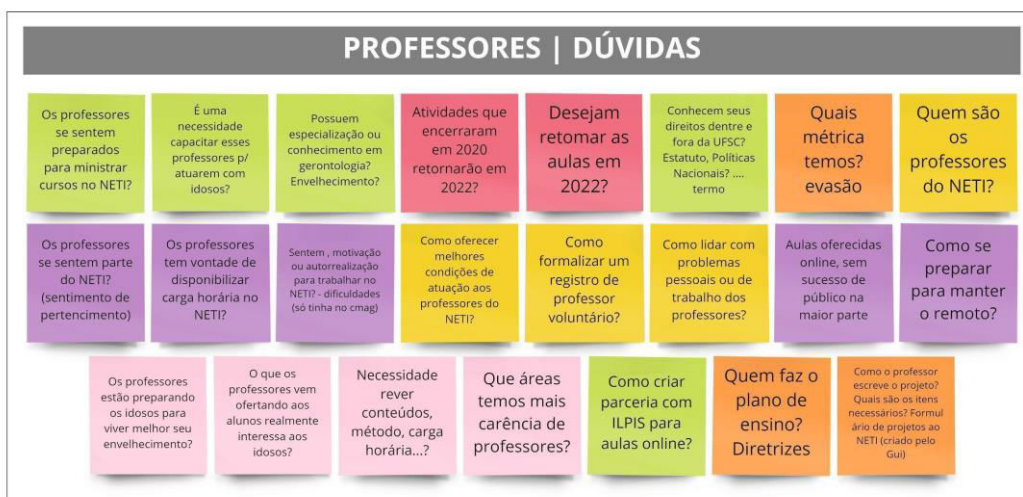 PROFESSORES | DÚVIDAS
Os professores
se sentem
preparados
para ministrar
cursos no NETI?
É uma
necessidade
capacitar esses
professores p/
atuarem com
idosos?
Possuem
especialização ou
conhecimento em
gerontologia?
Envelhecimento?
Atividades que
encerraram
em 2020
retornarão em
2022?
Desejam
retomar as
aulas em
2022?
Conhecem seus
direitos dentre e
fora da UFSC?
Estatuto, Políticas
Nacionais? ....
termo
Quais
métrica
temos?
evasão
Quem são
os
professores
do NETI?
Os professores
se sentem parte
do NETI?
(sentimento de
pertencimento)
Os professores
tem vontade de
disponibilizar
carga horária no
NETI?
Sentem , motivação
ou autorrealização
para trabalhar no
NETI? - dificuldades
(só tinha no cmag)
Como oferecer
melhores
condições de
atuação aos
professores do
NETI?
Como
formalizar um
registro de
professor
voluntário?
Como lidar com
problemas
pessoais ou de
trabalho dos
professores?
Aulas oferecidas
online, sem
sucesso de
público na
maior parte
Como se
preparar
para manter
o remoto?
Os professores
estão preparando
os idosos para
viver melhor seu
envelhecimento?
O que os
professores vem
ofertando aos
alunos realmente
interessa aos
idosos?
Necessidade
rever
conteúdos,
método, carga
horária...?
Que áreas
temos mais
carência de
professores?
Como criar
parceria com
ILPIS para
aulas online?
Quem faz o
plano de
ensino?
Diretrizes
Como o professor
escreve o projeto?
Quais são os itens
necessários? Formul
ário de projetos ao
NETI (criado pelo
Gui)